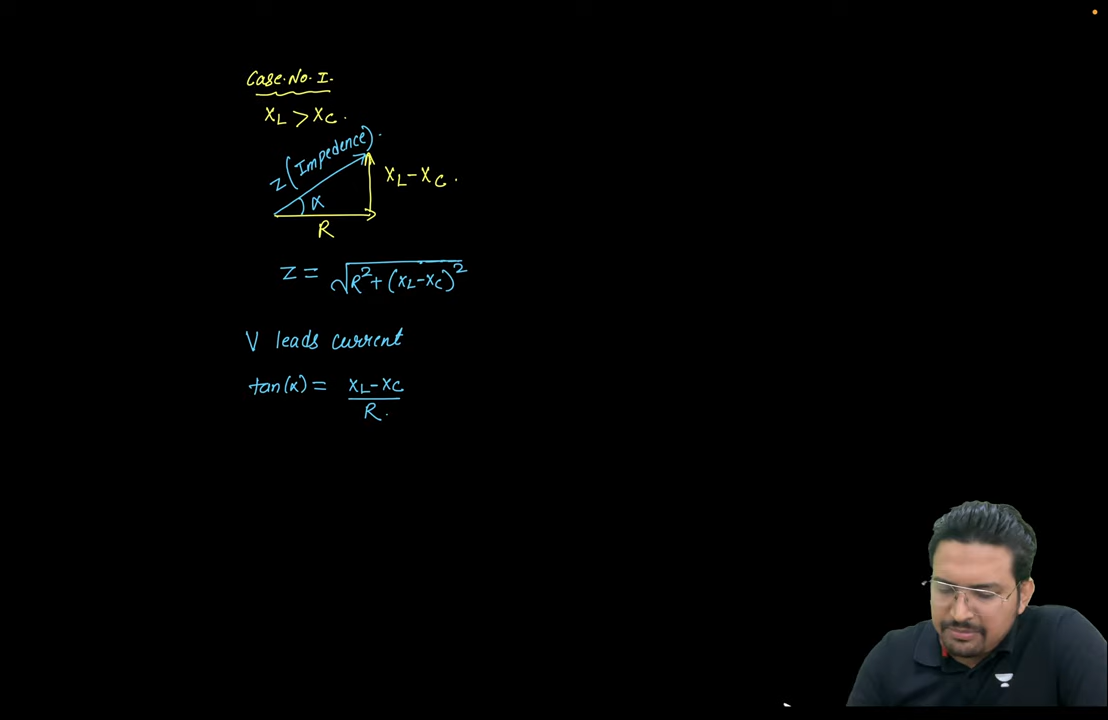 Case.No.I.
XL > XC.
Z (Impedence).
XL-XC.
α
R
Z = √R²+(XL-XC)²
V leads current
tan(α) = XL-XC
R.